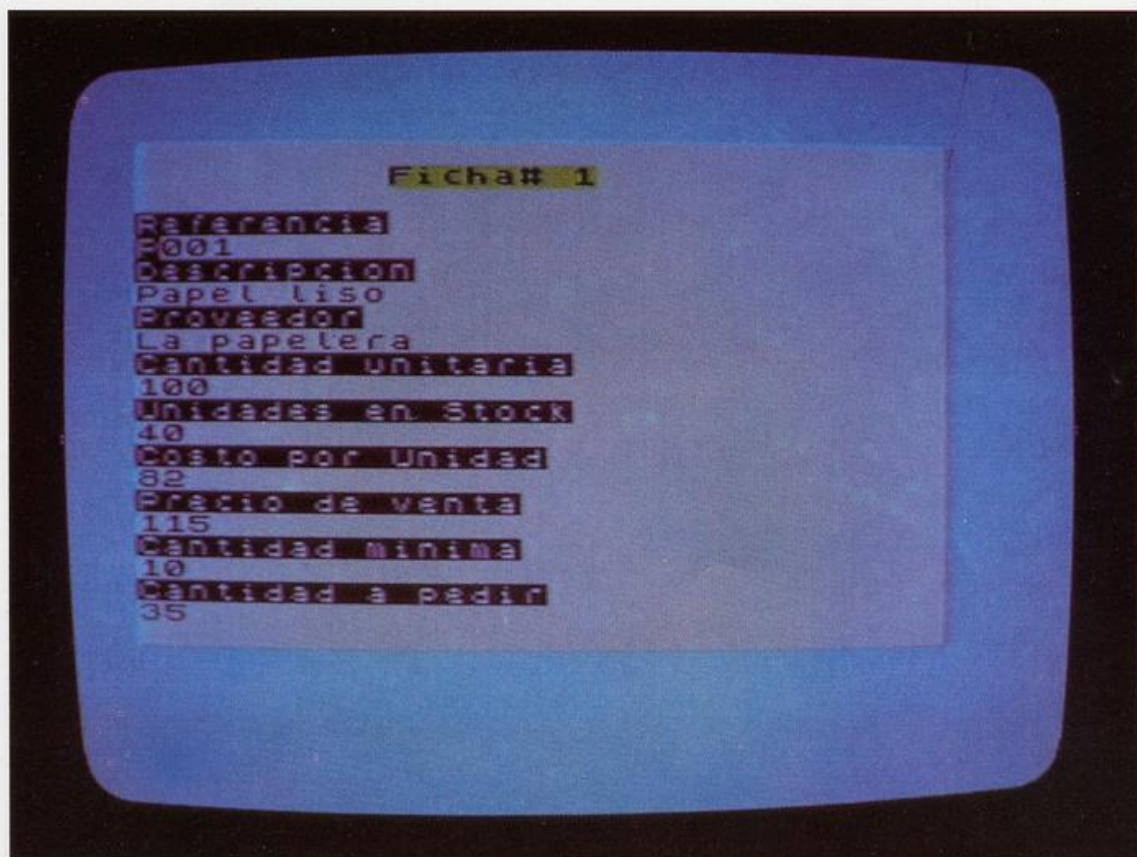 Ficha# 1
Referencia
P001
Descripcion
Papel liso
Proveedor
La papelera
Cantidad unitaria
100
Unidades en Stock
40
Costo por Unidad
82
Precio de venta
115
Cantidad minima
10
Cantidad a pedir
35